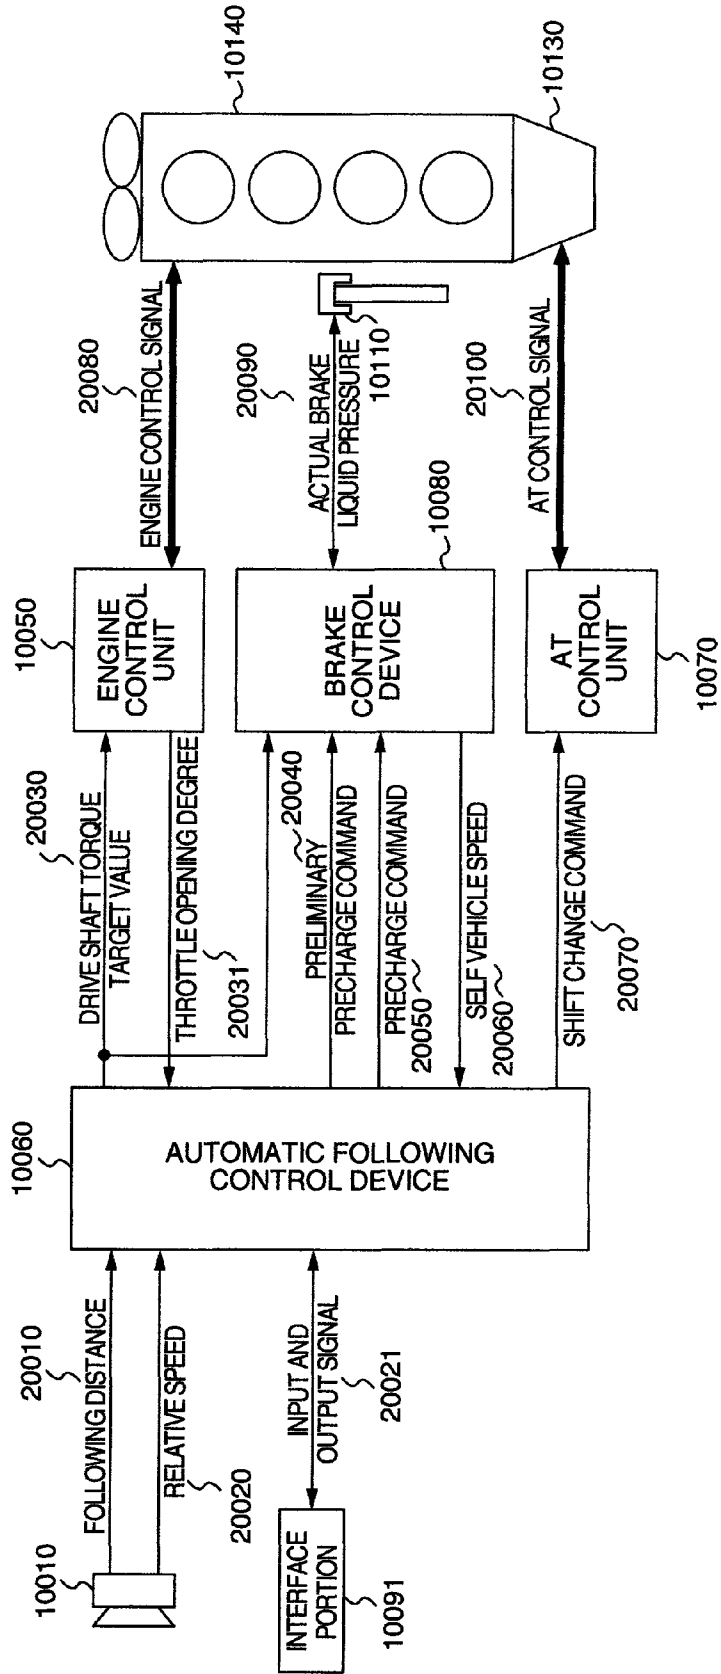 10010
20010
FOLLOWING DISTANCE
RELATIVE SPEED
20020
INTERFACE
PORTION
10091
INPUT AND
OUTPUT SIGNAL
20021
10060
AUTOMATIC FOLLOWING
CONTROL DEVICE
20030
DRIVE SHAFT TORQUE
TARGET VALUE
THROTTLE OPENING DEGREE
20031
20040
PRELIMINARY
PRECHARGE COMMAND
PRECHARGE COMMAND
20050
SELF VEHICLE SPEED
20060
SHIFT CHANGE COMMAND
20070
10050
ENGINE
CONTROL
UNIT
BRAKE
CONTROL
DEVICE
10080
AT
CONTROL
UNIT
10070
20080
ENGINE CONTROL SIGNAL
20090
ACTUAL BRAKE
LIQUID PRESSURE
10110
20100
AT CONTROL SIGNAL
10140
10130